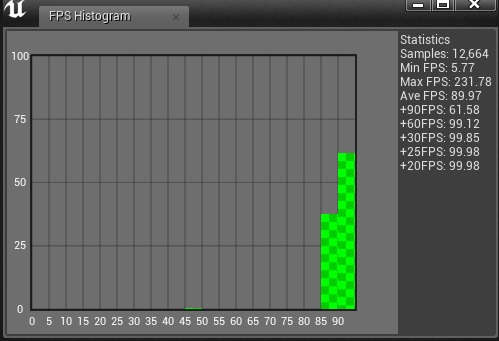 FPS Histogram
100
75
50
25
0
0 5 10 15 20 25 30 35 40 45 50 55 60 65 70 75 80 85 90
Statistics
Samples: 12,664
Min FPS: 5.77
Max FPS: 231.78
Ave FPS: 89.97
+90FPS: 61.58
+60FPS: 99.12
+30FPS: 99.85
+25FPS: 99.98
+20FPS: 99.98